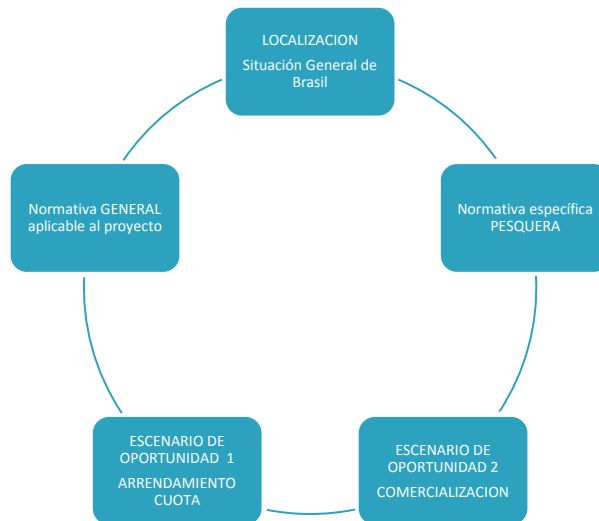 LOCALIZACION
Situación General de
Brasil
Normativa GENERAL
aplicable al proyecto
Normativa específica
PESQUERA
ESCENARIO DE
OPORTUNIDAD  1
ARRENDAMIENTO
CUOTA
ESCENARIO DE
OPORTUNIDAD 2
COMERCIALIZACION